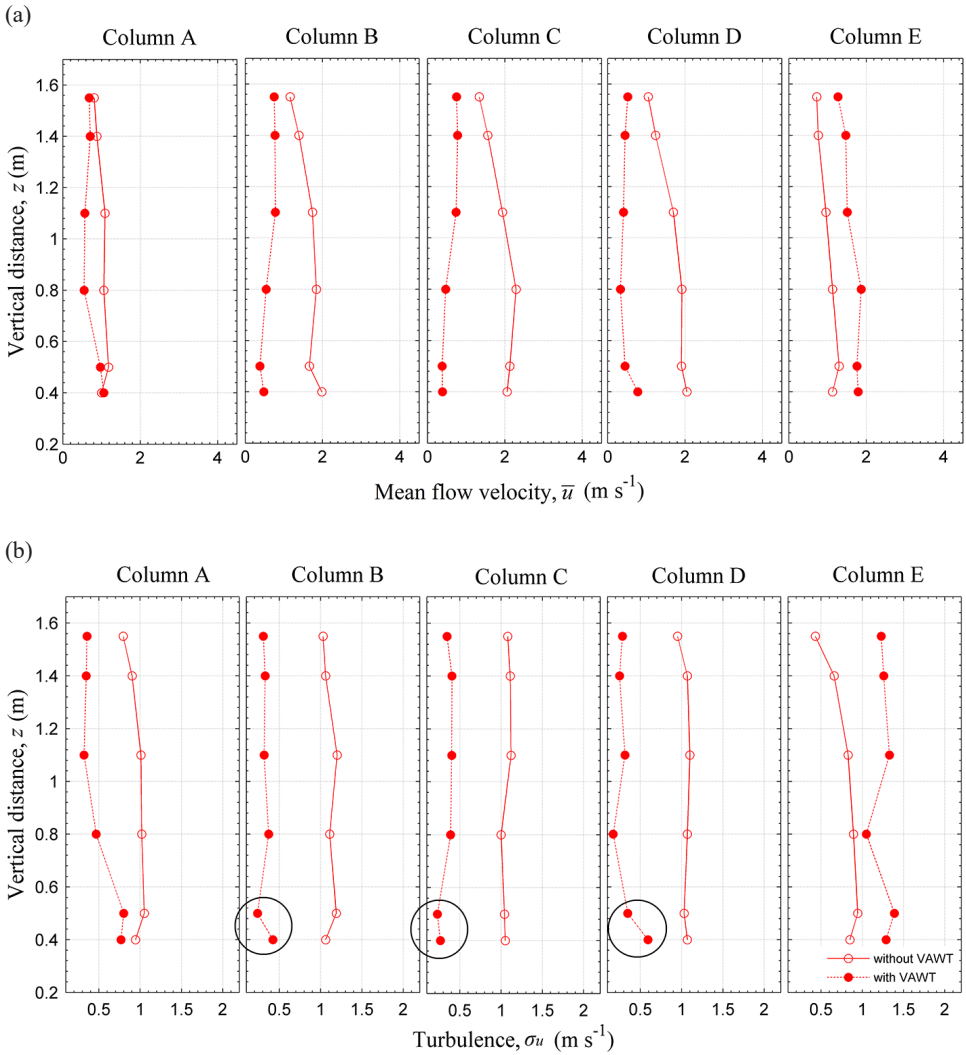 (a)
Column A Column B Column C Column D Column E
1.6
1.4
1.2
1
0.8
0.6
0.4
0.2
Vertical distance, z (m)
0 2 4 0 2 4 0 2 4 0 2 4 0 2 4
Mean flow velocity, u̅ (m s⁻¹)
(b)
Column A Column B Column C Column D Column E
1.6
1.4
1.2
1
0.8
0.6
0.4
0.2
Vertical distance, z (m)
without VAWT
with VAWT
0.5 1 1.5 2 0.5 1 1.5 2 0.5 1 1.5 2 0.5 1 1.5 2 0.5 1 1.5 2
Turbulence, σu (m s⁻¹)